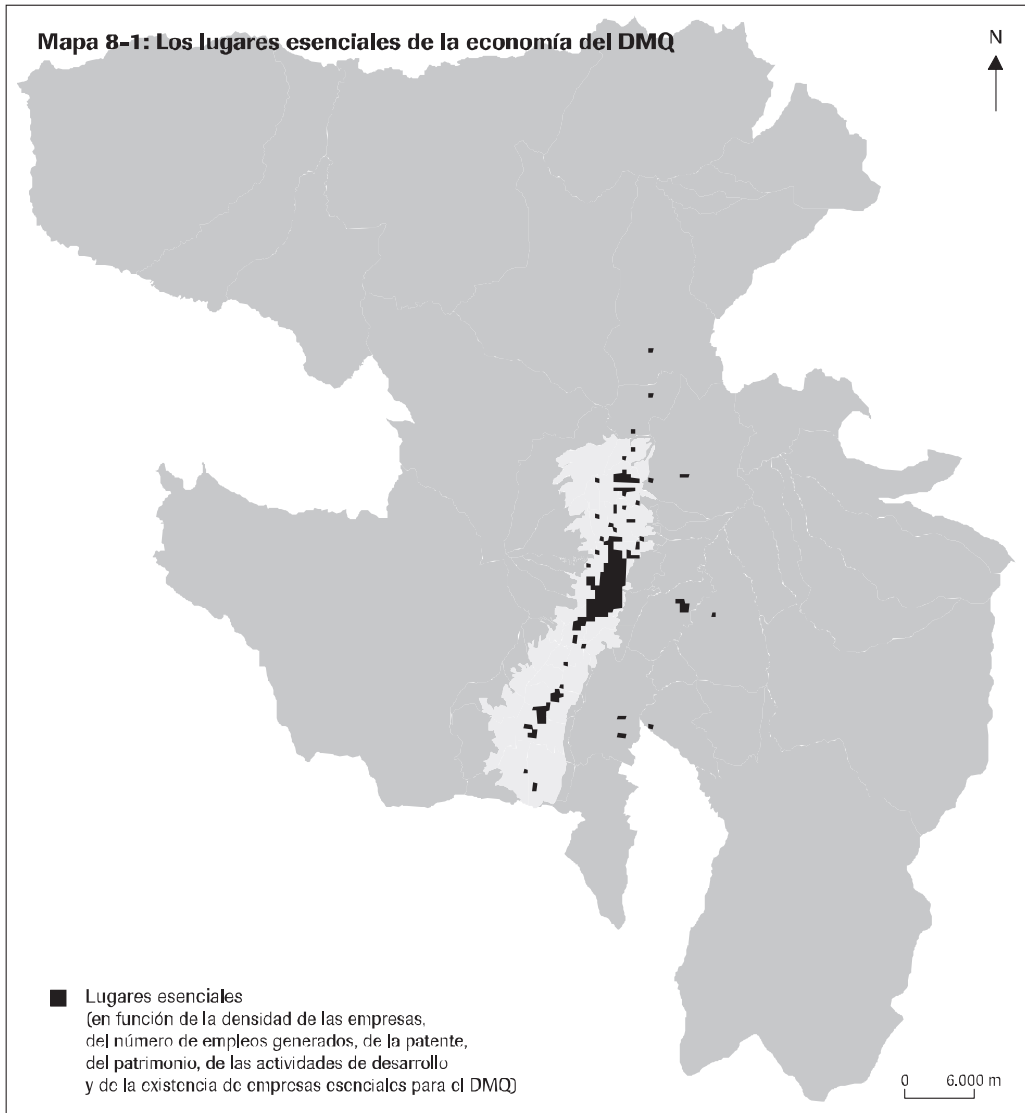 Mapa 8-1: Los lugares esenciales de la economía del DMQ
N
Lugares esenciales
(en función de la densidad de las empresas,
del número de empleos generados, de la patente,
del patrimonio, de las actividades de desarrollo
y de la existencia de empresas esenciales para el DMQ)
0 6.000 m